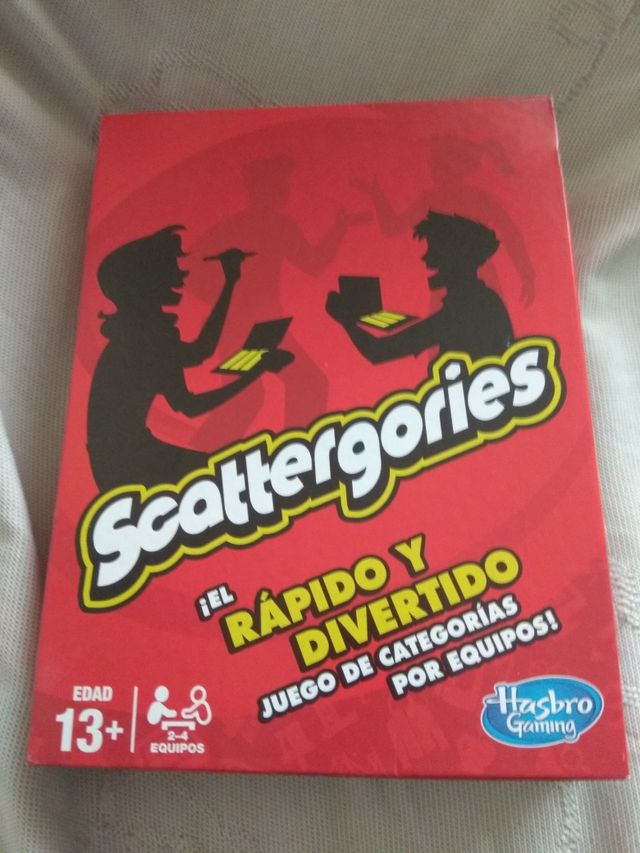 Scattergories
¡EL
RÁPIDO Y
DIVERTIDO
JUEGO DE CATEGORÍAS
POR EQUIPOS!
EDAD
13+
2-4
EQUIPOS
Hasbro
Gaming